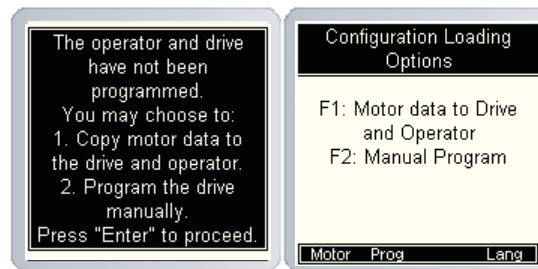 The operator and drive
have not been
programmed.
You may choose to:
1. Copy motor data to
the drive and operator.
2. Program the drive
manually.
Press "Enter" to proceed.
Configuration Loading
Options
F1: Motor data to Drive
and Operator
F2: Manual Program
Motor Prog Lang